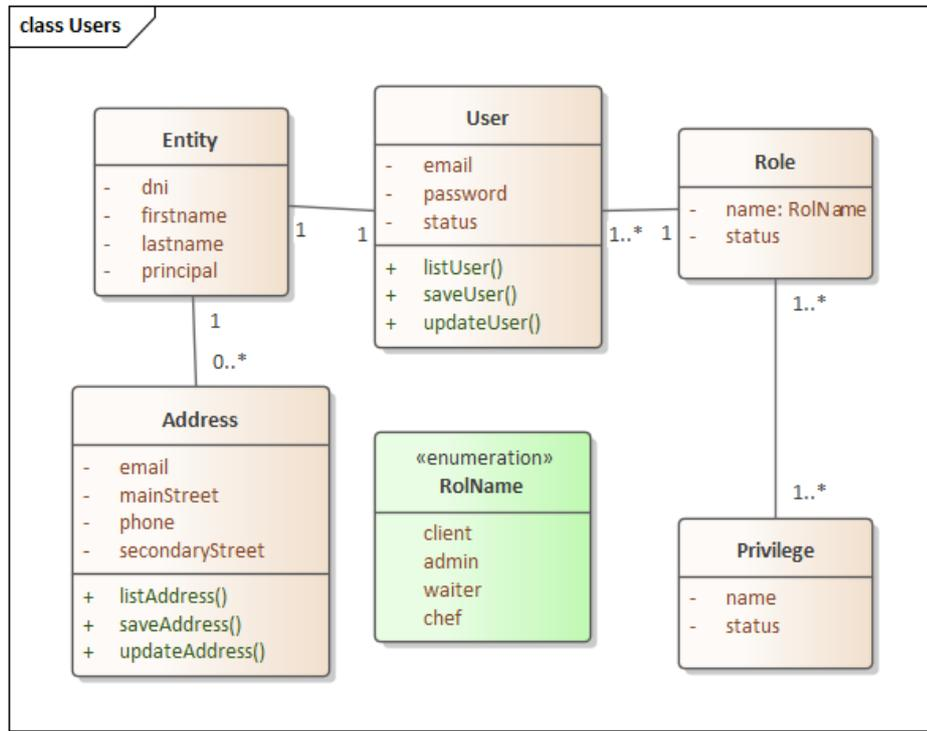 class Users
Entity
- dni
- firstname
- lastname
- principal
User
- email
- password
- status
+ listUser()
+ saveUser()
+ updateUser()
Role
- name: RolName
- status
1
1
1..*
1
1
0..*
1..*
1..*
Address
- email
- mainStreet
- phone
- secondaryStreet
+ listAddress()
+ saveAddress()
+ updateAddress()
«enumeration»
RolName
client
admin
waiter
chef
Privilege
- name
- status